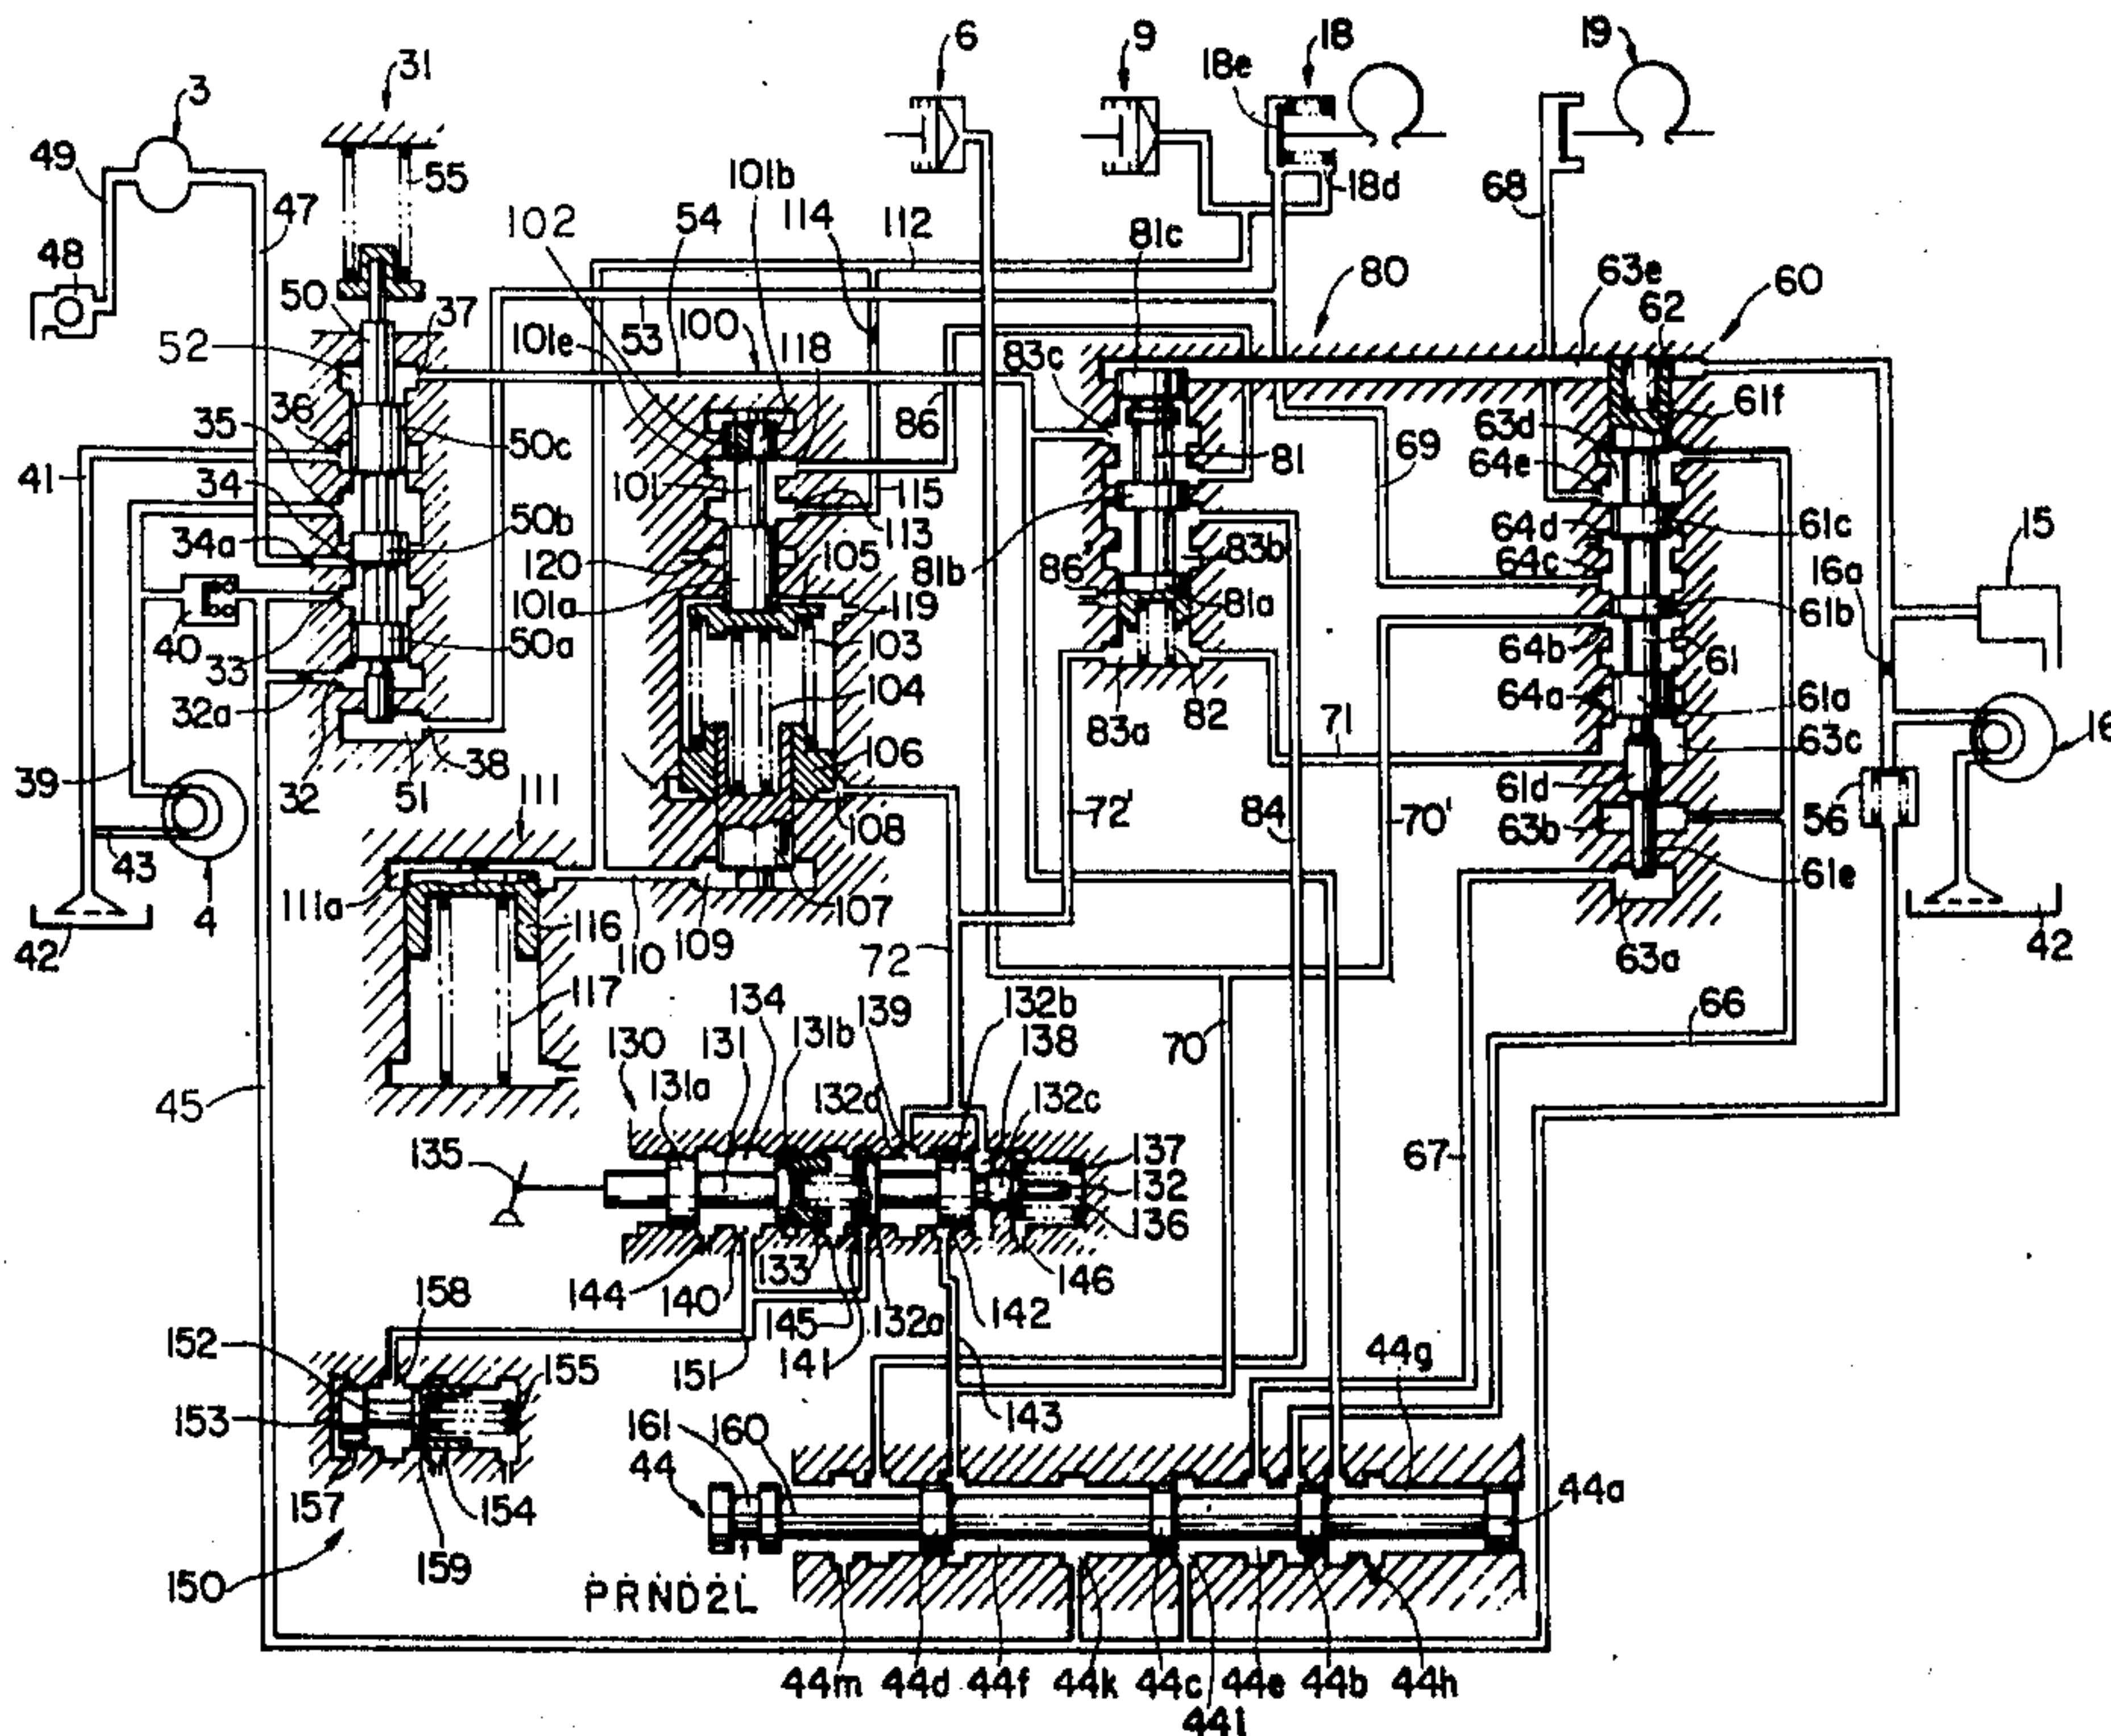 6 9 18 19
18e
3 31
49 55
101b 18d 68
47
102 54 114 112 81c 80 63e 62 60
48
50 37
52 101e 53 100 118 83c
36 61f
35 86 69 63d
41 50c 81 64e
34 101 115
50b 113 64d 61c 15
34a 105 83b 64c 16a
120 81b 86'
101a 119 81a 61b
40 103 64b 61
33 50a
104 64a 61a
32a 83a 82 71
106 63c 16
39 32 38
51 111 61d
108 72' 84 70' 63b 56
43
111a 107 61e
42 4 116 110 109 72 63a 42
117 134 139 132b
130 131 131b 138 70 66
45 131a 132d 132c
135 137 67
132
136
133 146
158 144 140 145 132a 142
152 155 151 141 44g
153 161 160 143
44 44a
157 154
150 159
PRND2L
44m 44d 44f 44k 44c 44e 44b 44h
44l